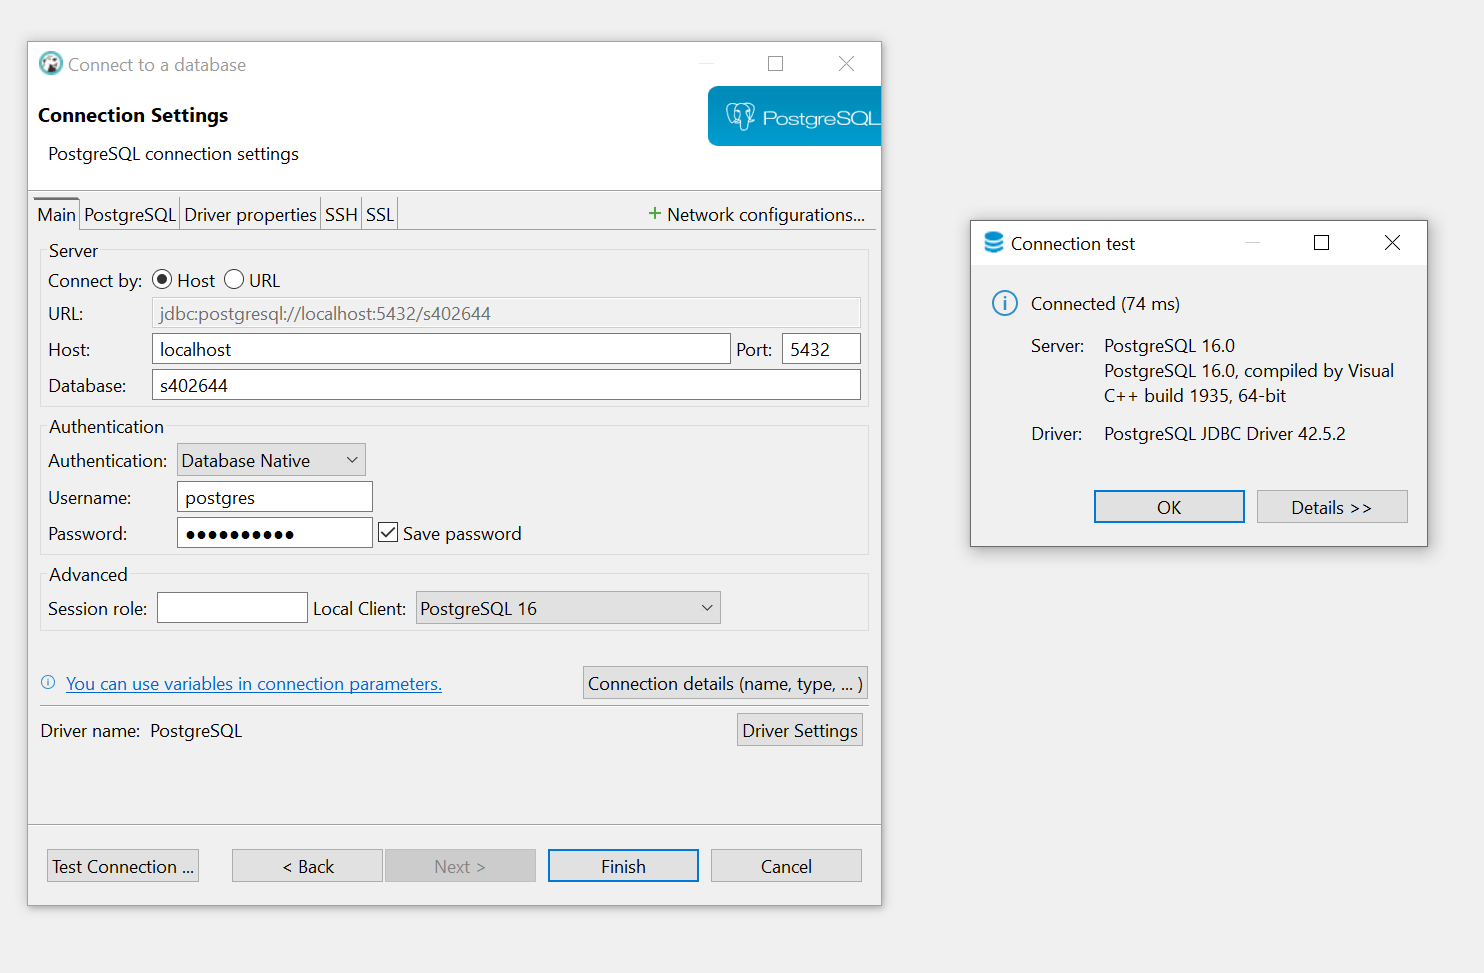 Connect to a database
Connection Settings
PostgreSQL
PostgreSQL connection settings
Main PostgreSQL Driver properties SSH SSL + Network configurations...
Server
Connect by: Host URL
URL: jdbc:postgresql://localhost:5432/s402644
Host: localhost Port: 5432
Database: s402644
Authentication
Authentication: Database Native
Username: postgres
Password: ●●●●●●●●●● Save password
Advanced
Session role: Local Client: PostgreSQL 16
You can use variables in connection parameters. Connection details (name, type, ... )
Driver name: PostgreSQL Driver Settings
Test Connection ... < Back Next > Finish Cancel
Connection test
Connected (74 ms)
Server: PostgreSQL 16.0
PostgreSQL 16.0, compiled by Visual
C++ build 1935, 64-bit
Driver: PostgreSQL JDBC Driver 42.5.2
OK Details >>